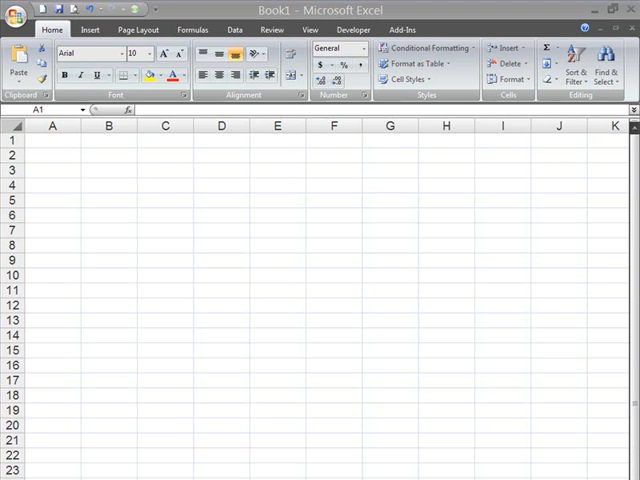 Book1 - Microsoft Excel
Home Insert Page Layout Formulas Data Review View Developer Add-Ins
Paste
Clipboard
Arial 10
B I U
Font
Alignment
General
$ % ,
Number
Conditional Formatting
Format as Table
Cell Styles
Styles
Insert
Delete
Format
Cells
Σ
Sort & Filter
Find & Select
Editing
A1 fx
A B C D E F G H I J K
1
2
3
4
5
6
7
8
9
10
11
12
13
14
15
16
17
18
19
20
21
22
23